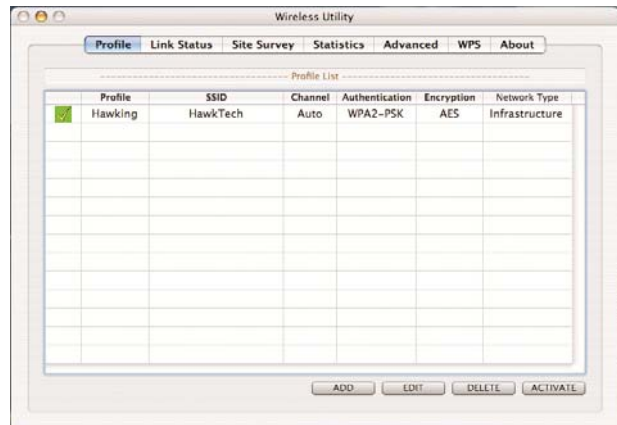 Wireless Utility
Profile Link Status Site Survey Statistics Advanced WPS About
Profile List
Profile SSID Channel Authentication Encryption Network Type
Hawking HawkTech Auto WPA2-PSK AES Infrastructure
ADD EDIT DELETE ACTIVATE